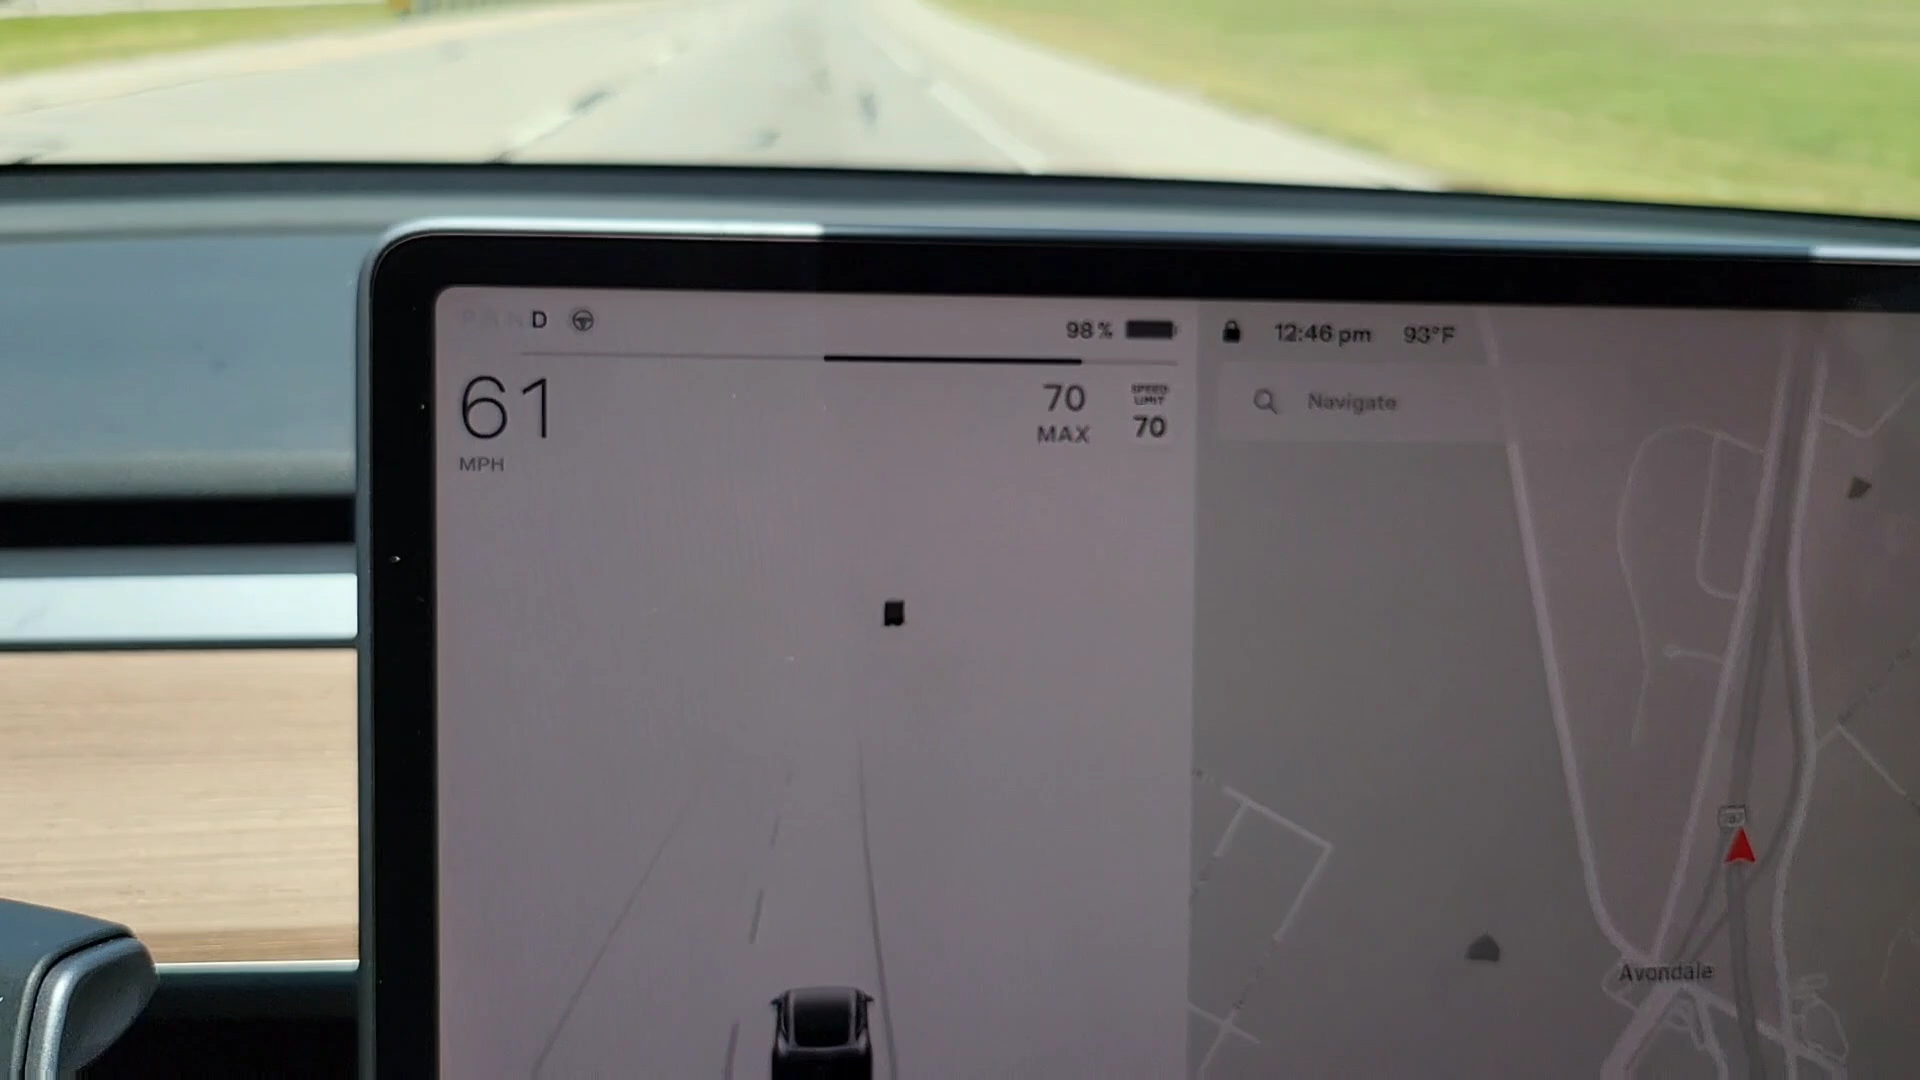 D
98%
12:46 pm
93°F
61
MPH
70
MAX
SPEED
LIMIT
70
Navigate
Avondale